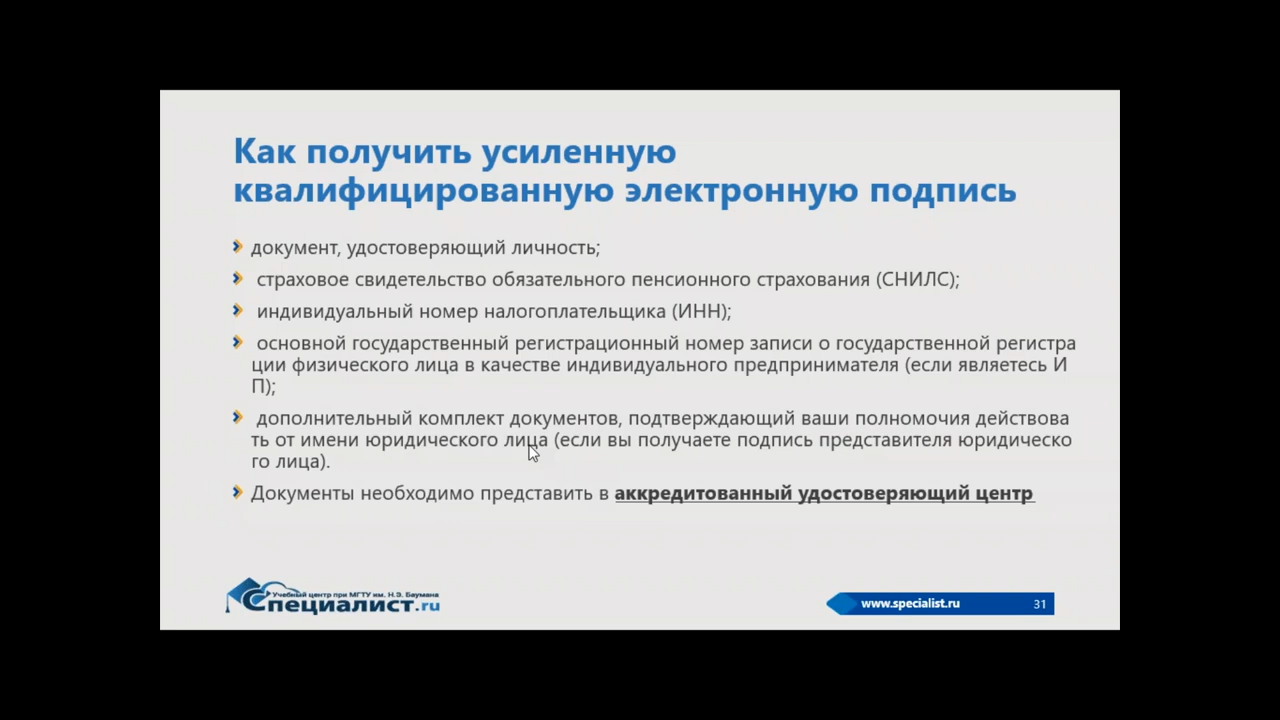 Как получить усиленную
квалифицированную электронную подпись
документ, удостоверяющий личность;
страховое свидетельство обязательного пенсионного страхования (СНИЛС);
индивидуальный номер налогоплательщика (ИНН);
основной государственный регистрационный номер записи о государственной регистра
ции физического лица в качестве индивидуального предпринимателя (если являетесь И
П);
дополнительный комплект документов, подтверждающий ваши полномочия действова
ть от имени юридического лица (если вы получаете подпись представителя юридическо
го лица).
Документы необходимо представить в аккредитованный удостоверяющий центр
Учебный центр при МГТУ им. Н.Э. Баумана
Специалист.ru
www.specialist.ru 31